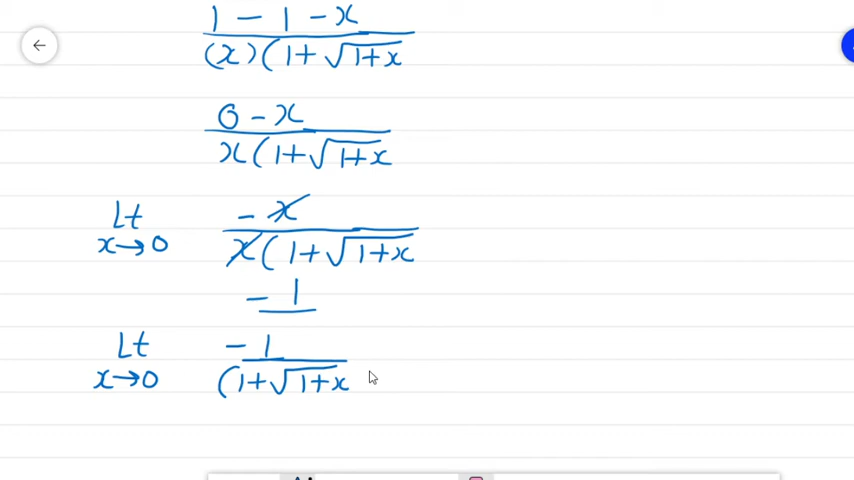 1 - 1 - x
(x)(1+√1+x
0 - x
x(1+√1+x
Lt - x
x→0 x(1+√1+x
- 1
Lt - 1
x→0 (1+√1+x